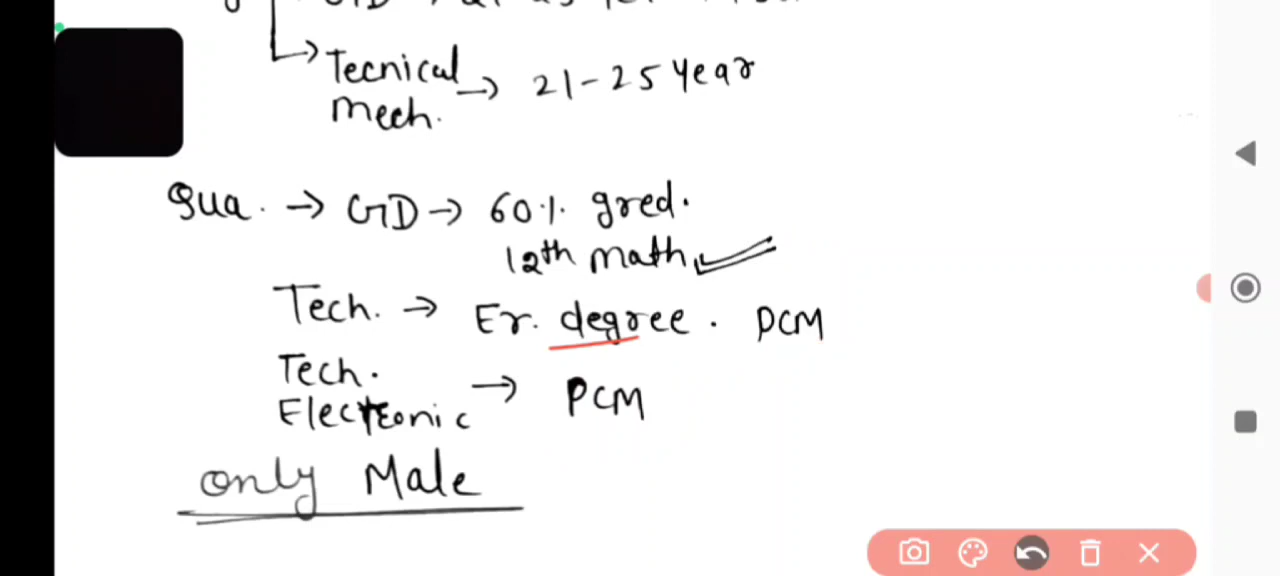 Tecnical → 21-25 Year
Mech.
Qua. → GD → 60% gred.
12th math
Tech. → Er. degree. PCM
Tech.
Electronic → PCM
only Male